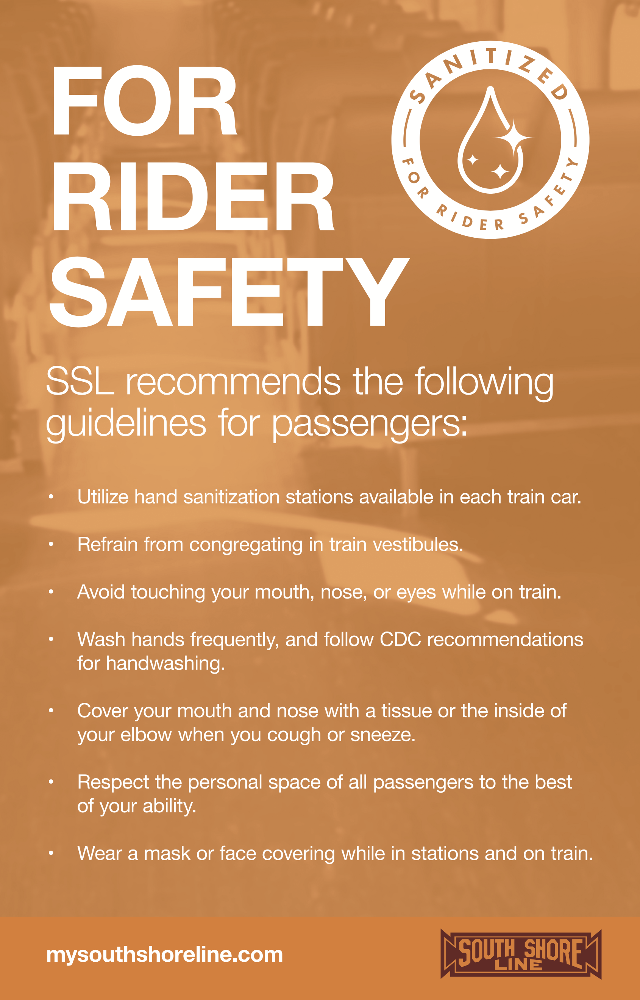 FOR
RIDER
SAFETY
SANITIZED
FOR RIDER SAFETY
SSL recommends the following
guidelines for passengers:
• Utilize hand sanitization stations available in each train car.
• Refrain from congregating in train vestibules.
• Avoid touching your mouth, nose, or eyes while on train.
• Wash hands frequently, and follow CDC recommendations
for handwashing.
• Cover your mouth and nose with a tissue or the inside of
your elbow when you cough or sneeze.
• Respect the personal space of all passengers to the best
of your ability.
• Wear a mask or face covering while in stations and on train.
mysouthshoreline.com
SOUTH SHORE
LINE